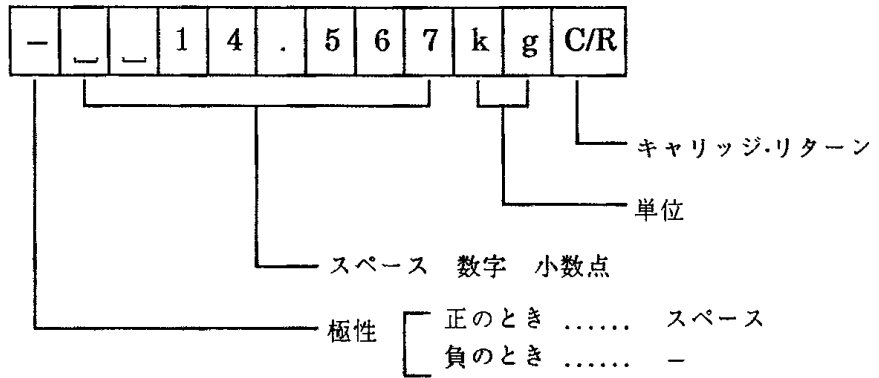 － ␣ ␣ 1 4 . 5 6 7 k g C/R
キャリッジ・リターン
単位
スペース 数字 小数点
極性 正のとき …… スペース
負のとき …… －